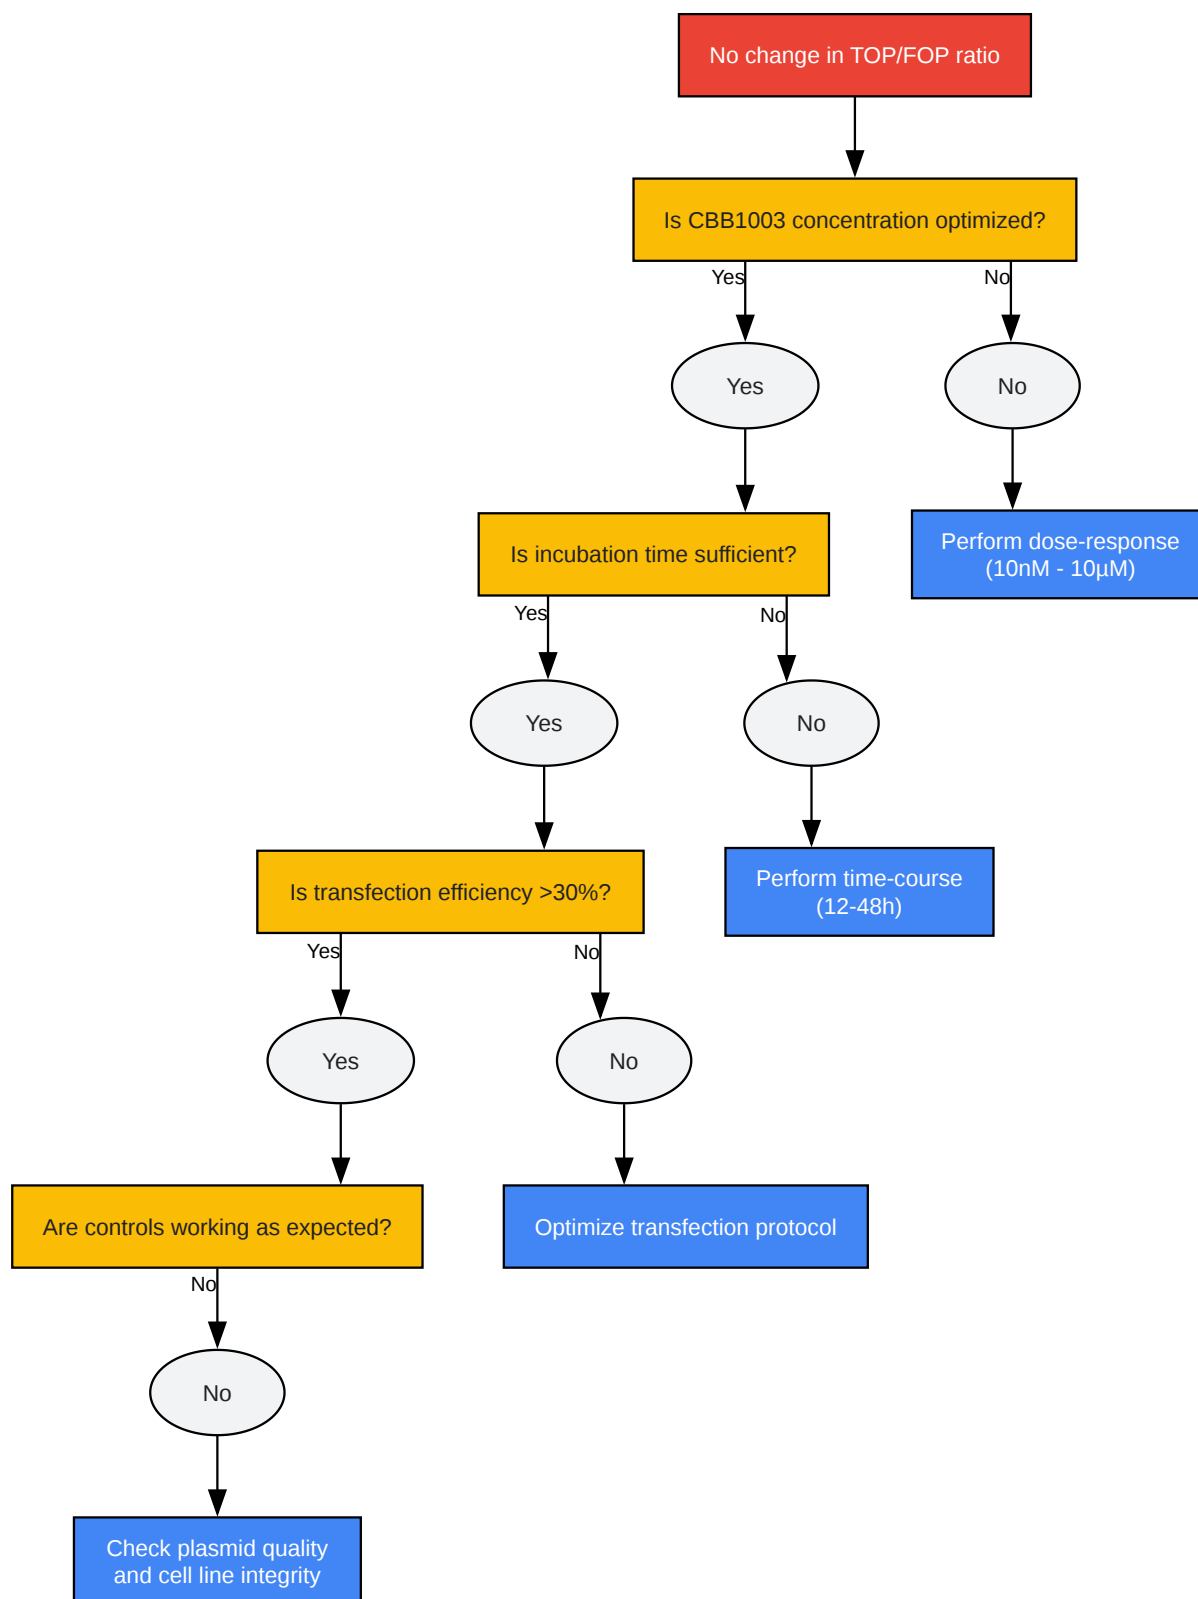 No change in TOP/FOP ratio
Is CBB1003 concentration optimized?
Yes
No
Yes
No
Is incubation time sufficient?
Perform dose-response
(10nM - 10µM)
Yes
No
Yes
No
Is transfection efficiency >30%?
Perform time-course
(12-48h)
Yes
No
Yes
No
Are controls working as expected?
Optimize transfection protocol
No
No
Check plasmid quality
and cell line integrity